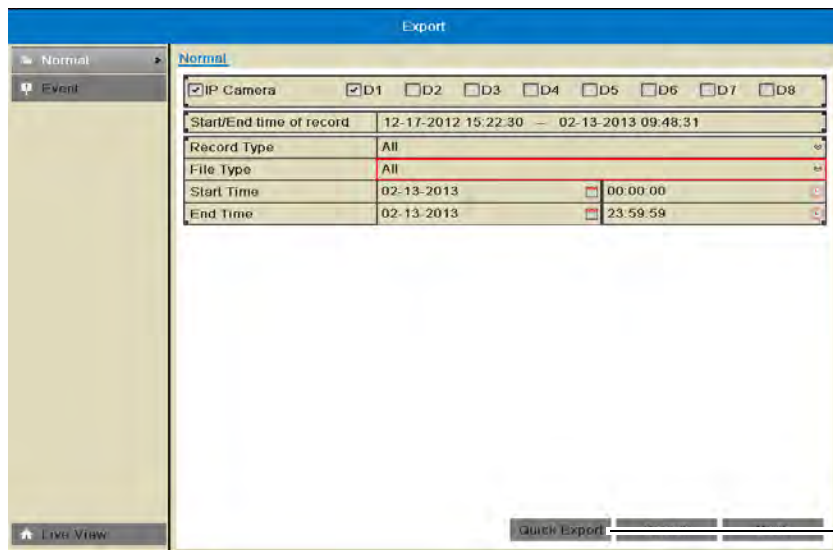 Export
Normal
Event
Normal
IP Camera D1 D2 D3 D4 D5 D6 D7 D8
Start/End time of record 12-17-2012 15:22:30 — 02-13-2013 09:48:31
Record Type All
File Type All
Start Time 02-13-2013 00:00:00
End Time 02-13-2013 23:59:59
Live View
Quick Export